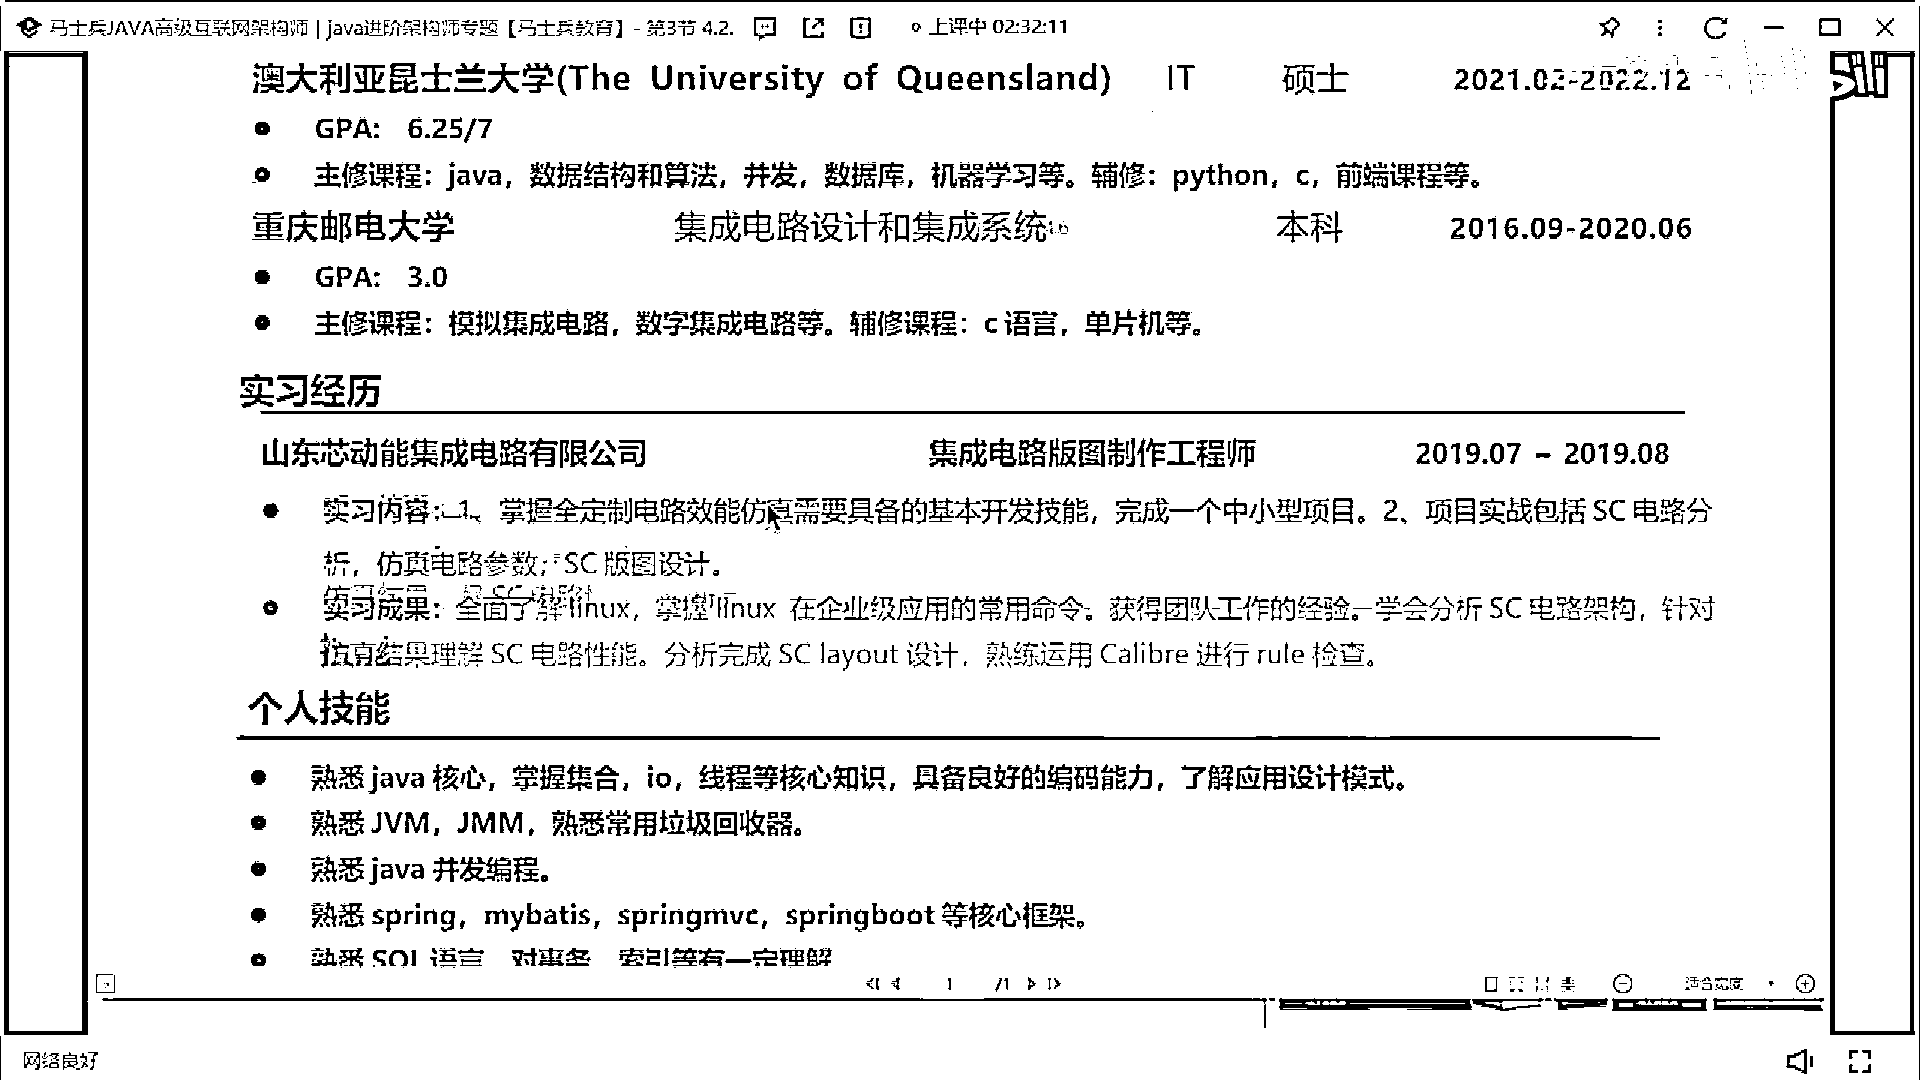 马士兵JAVA高级互联网架构师 | java进阶架构师专题【马士兵教育】- 第3节 4.2. 上课中 02:32:11
澳大利亚昆士兰大学(The University of Queensland) IT 硕士 2021.02-2022.12
GPA: 6.25/7
主修课程：java，数据结构和算法，并发，数据库，机器学习等。辅修：python，c，前端课程等。
重庆邮电大学 集成电路设计和集成系统 本科 2016.09-2020.06
GPA: 3.0
主修课程：模拟集成电路，数字集成电路等。辅修课程：c 语言，单片机等。
实习经历
山东芯动能集成电路有限公司 集成电路版图制作工程师 2019.07 – 2019.08
实习内容：1、掌握全定制电路效能仿真需要具备的基本开发技能，完成一个中小型项目。2、项目实战包括 SC 电路分
析，仿真电路参数，SC 版图设计。
实习成果：全面了解 linux，掌握 linux 在企业级应用的常用命令。获得团队工作的经验。学会分析 SC 电路架构，针对
仿真结果理解 SC 电路性能。分析完成 SC layout 设计，熟练运用 Calibre 进行 rule 检查。
个人技能
熟悉 java 核心，掌握集合，io，线程等核心知识，具备良好的编码能力，了解应用设计模式。
熟悉 JVM，JMM，熟悉常用垃圾回收器。
熟悉 java 并发编程。
熟悉 spring，mybatis，springmvc，springboot 等核心框架。
熟悉 SQL 语言，对事务，索引等有一定理解
1 /1 适合宽度
网络良好